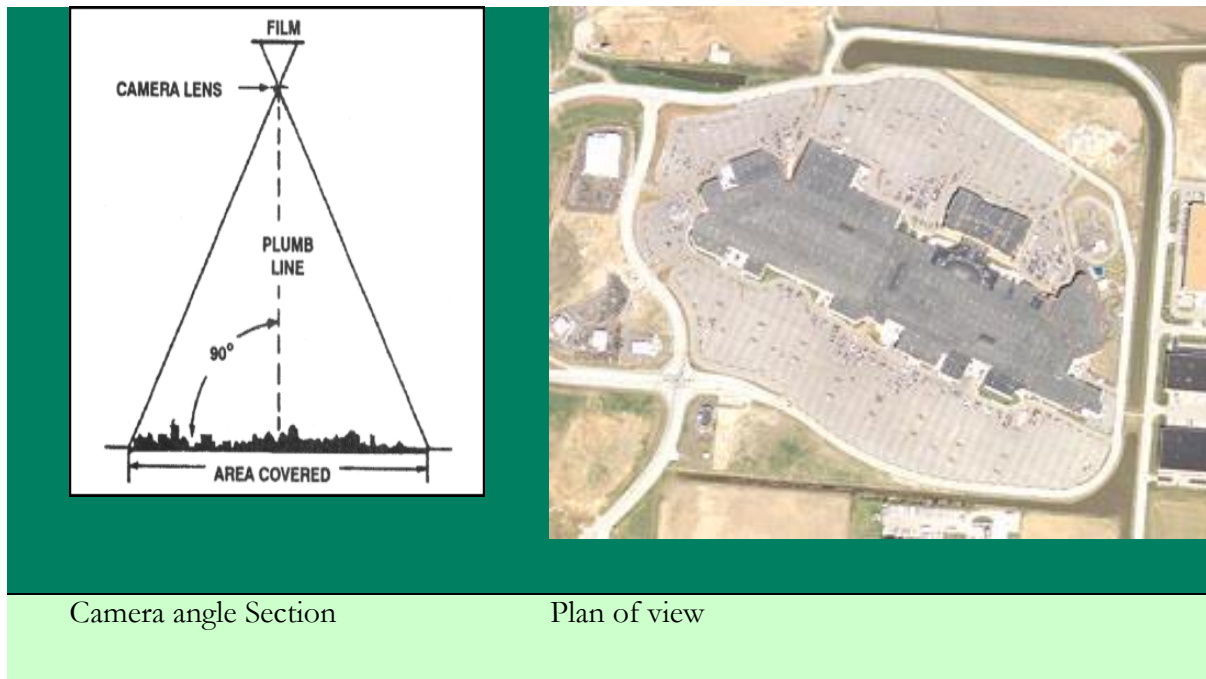 FILM
CAMERA LENS
PLUMB
LINE
90°
AREA COVERED
Camera angle Section
Plan of view